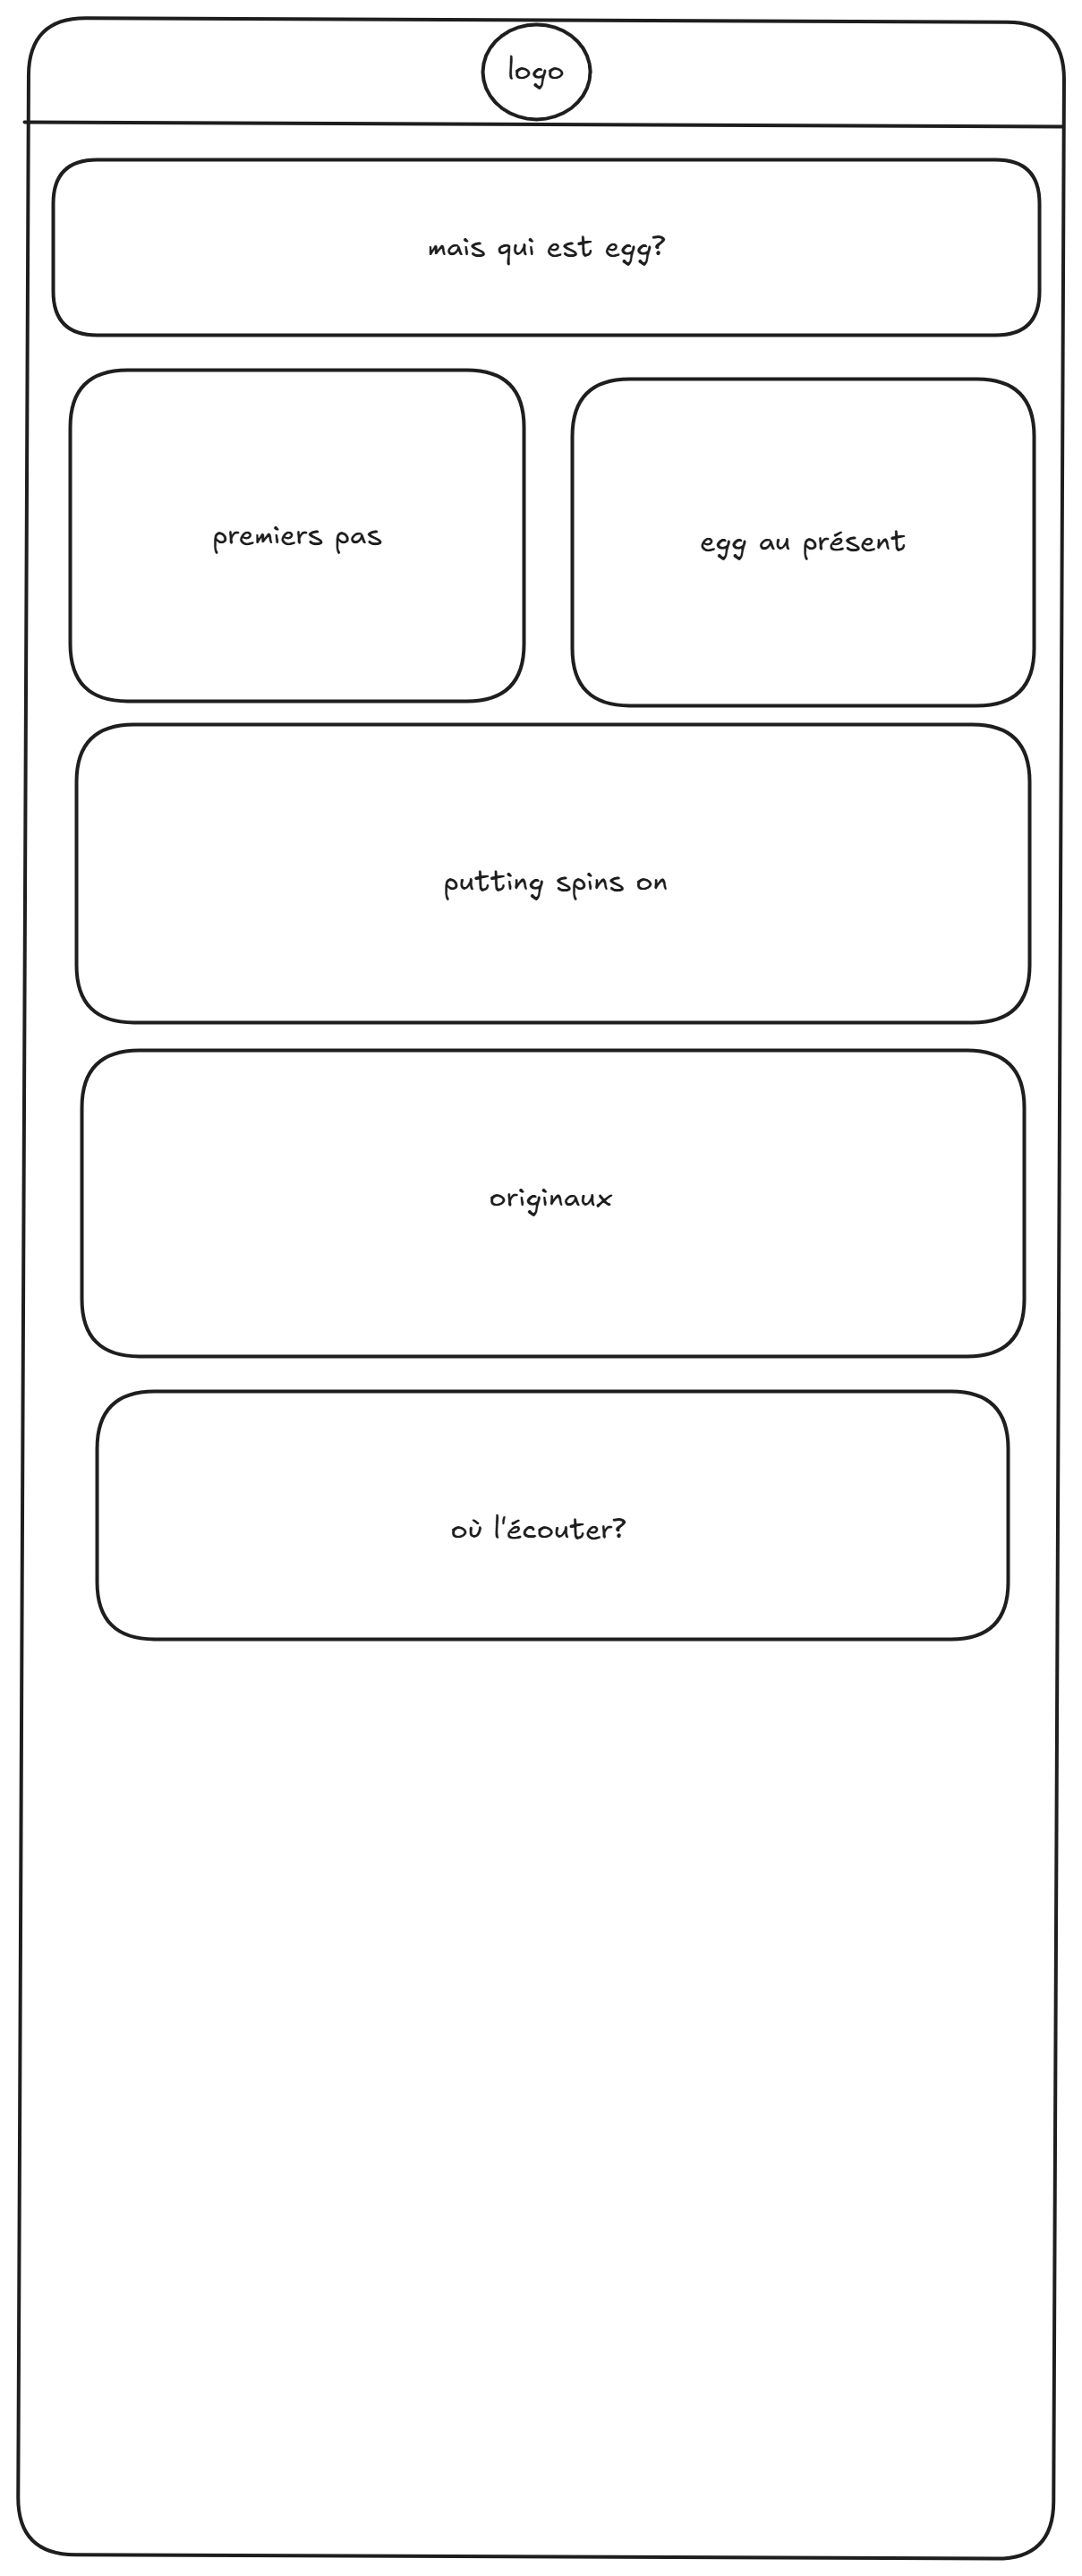 logo
mais qui est egg?
premiers pas
egg au présent
putting spins on
originaux
où l'écouter?